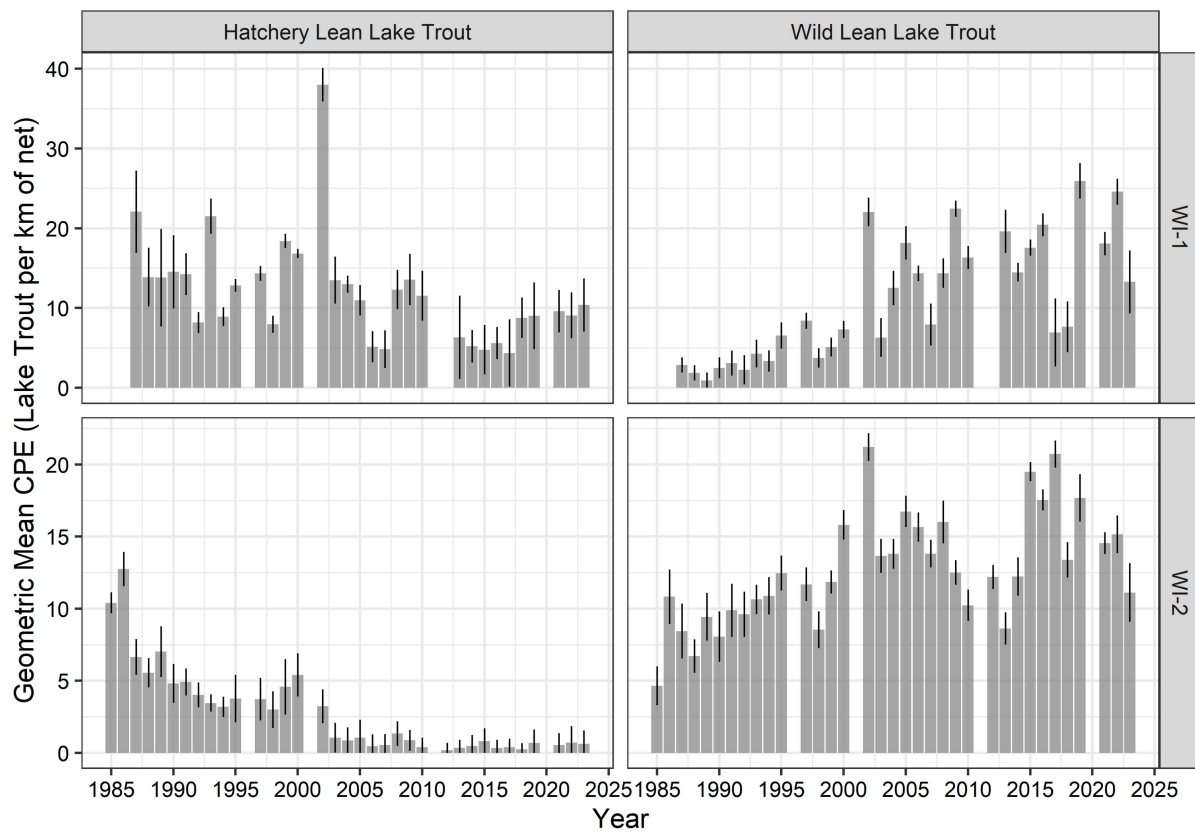 Hatchery Lean Lake Trout
Wild Lean Lake Trout
Geometric Mean CPE (Lake Trout per km of net)
40
30
20
10
0
WI-1
20
15
10
5
0
WI-2
1985 1990 1995 2000 2005 2010 2015 2020 2025
1985 1990 1995 2000 2005 2010 2015 2020 2025
Year